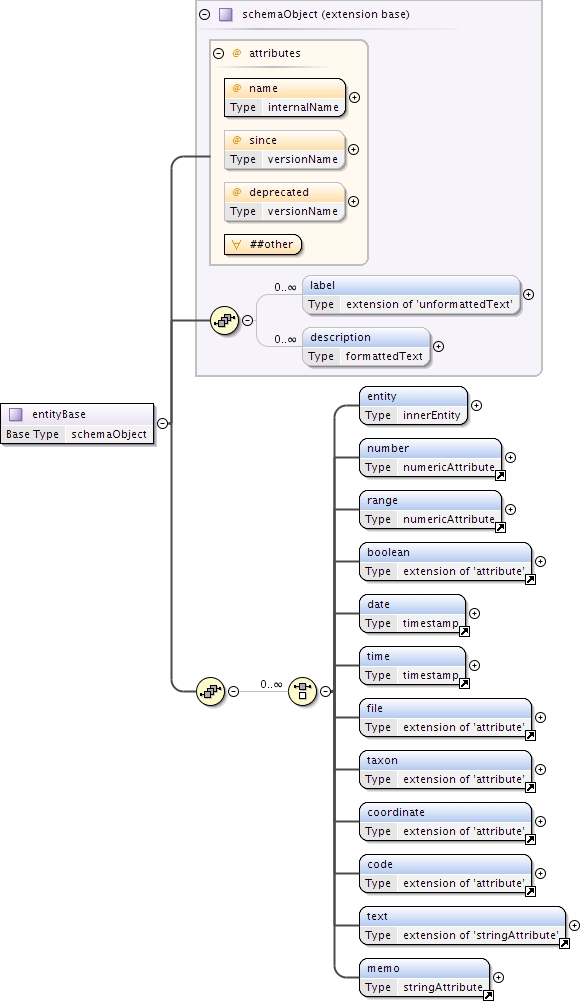 schemaObject (extension base)
@ attributes
@ name
Type internalName
@ since
Type versionName
@ deprecated
Type versionName
∀ ##other
0..∞
label
Type extension of 'unformattedText'
0..∞
description
Type formattedText
entityBase
Base Type schemaObject
entity
Type innerEntity
number
Type numericAttribute
range
Type numericAttribute
boolean
Type extension of 'attribute'
date
Type timestamp
time
Type timestamp
0..∞
file
Type extension of 'attribute'
taxon
Type extension of 'attribute'
coordinate
Type extension of 'attribute'
code
Type extension of 'attribute'
text
Type extension of 'stringAttribute'
memo
Type stringAttribute